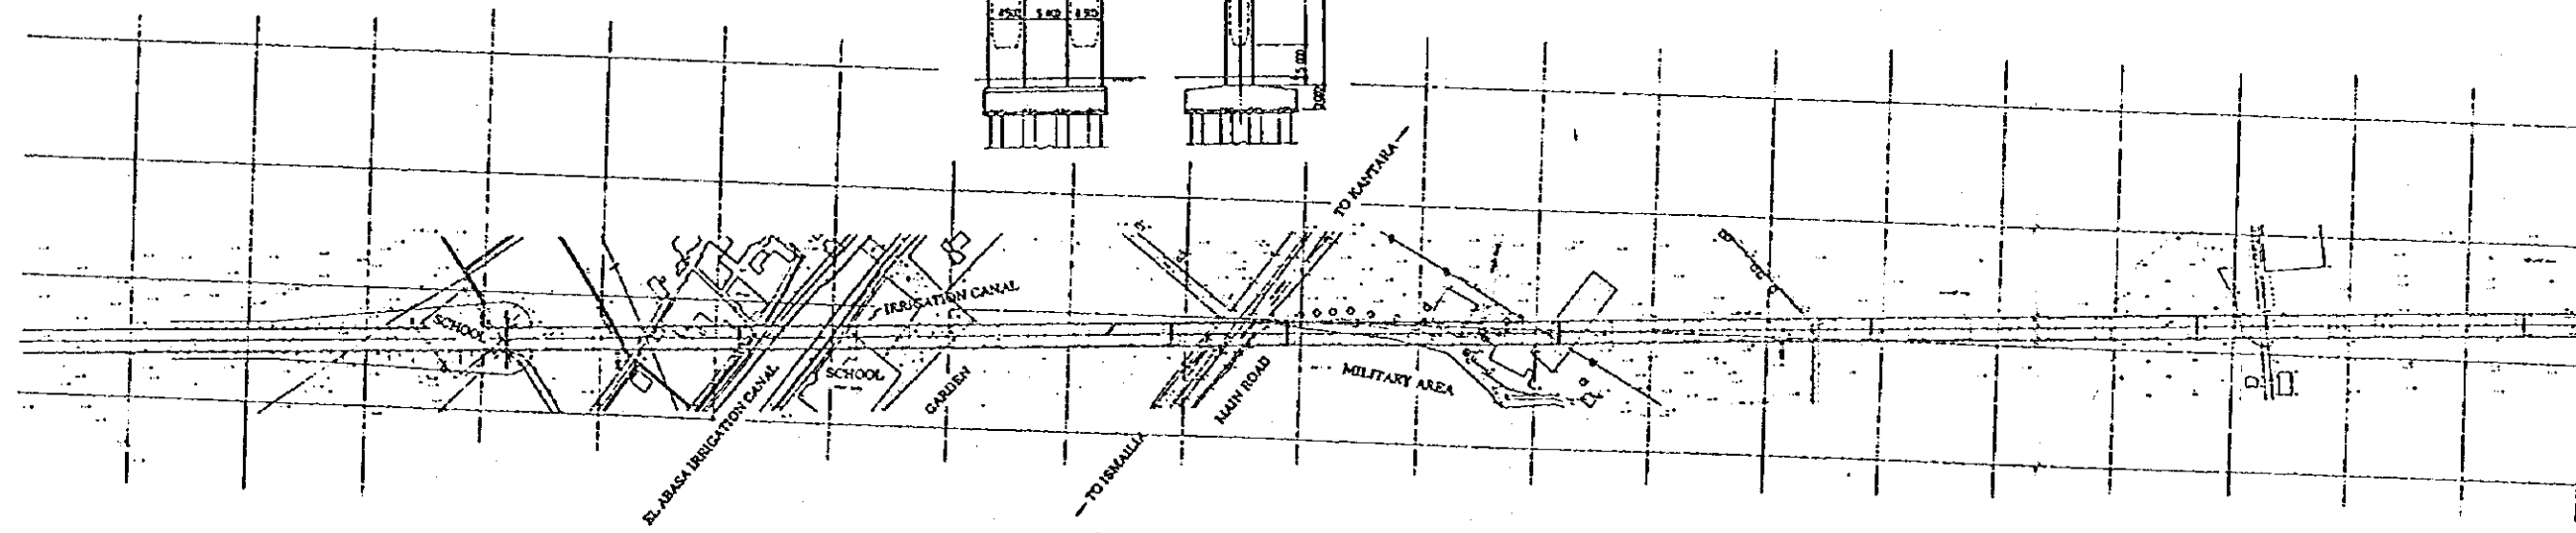 TO KANTARA
IRRIGATION CANAL
SCHOOL
SCHOOL
GARDEN
EL ABASA IRRIGATION CANAL
MAIN ROAD
MILITARY AREA
TO ISMAILIA